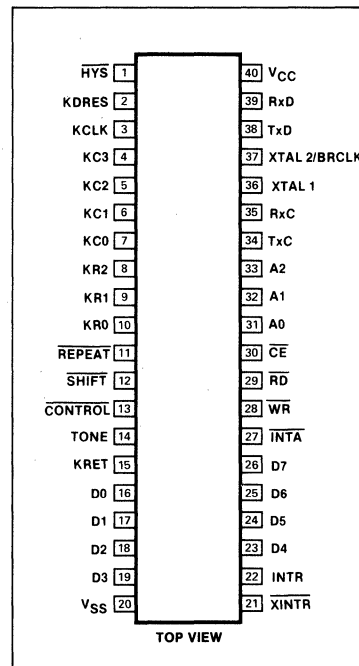 HYS 1 40 VCC
KDRES 2 39 RxD
KCLK 3 38 TxD
KC3 4 37 XTAL 2/BRCLK
KC2 5 36 XTAL 1
KC1 6 35 RxC
KC0 7 34 TxC
KR2 8 33 A2
KR1 9 32 A1
KR0 10 31 A0
REPEAT 11 30 CE
SHIFT 12 29 RD
CONTROL 13 28 WR
TONE 14 27 INTA
KRET 15 26 D7
D0 16 25 D6
D1 17 24 D5
D2 18 23 D4
D3 19 22 INTR
VSS 20 21 XINTR
TOP VIEW